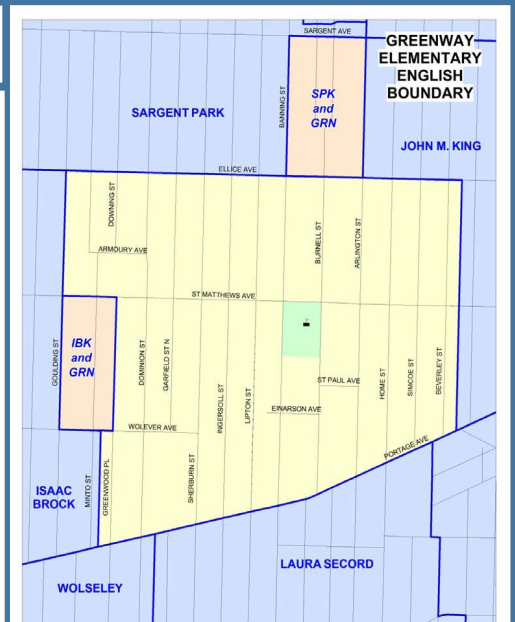 SARGENT AVE
GREENWAY
ELEMENTARY
ENGLISH
BOUNDARY
SPK
and
GRN
BANNING ST
SARGENT PARK
JOHN M. KING
ELLICE AVE
DOWNING ST
BURNELL ST
ARLINGTON ST
ARMOURY AVE
ST MATTHEWS AVE
IBK
and
GRN
GOULDING ST
DOMINION ST
GARFIELD ST N
INGERSOLL ST
LIPTON ST
ST PAUL AVE
HOME ST
SIMCOE ST
BEVERLEY ST
EINARSON AVE
WOLEVER AVE
PORTAGE AVE
SHERBURN ST
GREENWOOD PL
MINTO ST
ISAAC
BROCK
LAURA SECORD
WOLSELEY